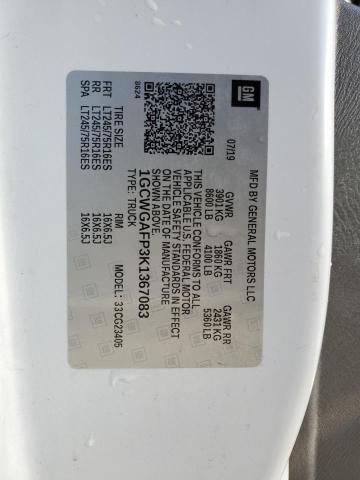 GM
MFD BY GENERAL MOTORS LLC
07/19
GVWR
3901 KG
8600 LB
GAWR FRT
1860 KG
4100 LB
GAWR RR
2431 KG
5360 LB
THIS VEHICLE CONFORMS TO ALL
APPLICABLE U.S. FEDERAL MOTOR
VEHICLE SAFETY STANDARDS IN EFFECT
ON THE DATE OF MANUFACTURE
SHOWN ABOVE.
1GCWGAFP3K1367083
TYPE: TRUCK
8624
MODEL: 33CG23405
TIRE SIZE RIM
FRT LT245/75R16ES 16X6.5J
RR LT245/75R16ES 16X6.5J
SPA LT245/75R16ES 16X6.5J